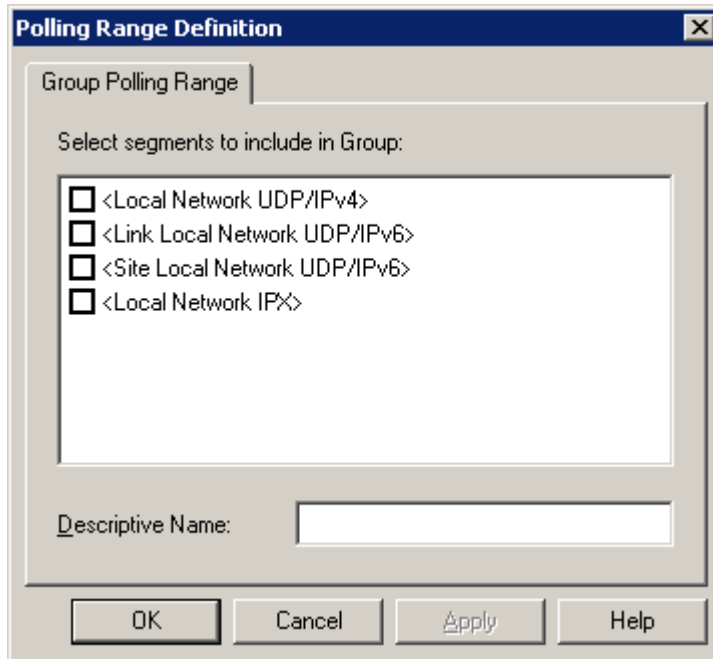 Polling Range Definition
Group Polling Range
Select segments to include in Group:
<Local Network UDP/IPv4>
<Link Local Network UDP/IPv6>
<Site Local Network UDP/IPv6>
<Local Network IPX>
Descriptive Name:
OK Cancel Apply Help